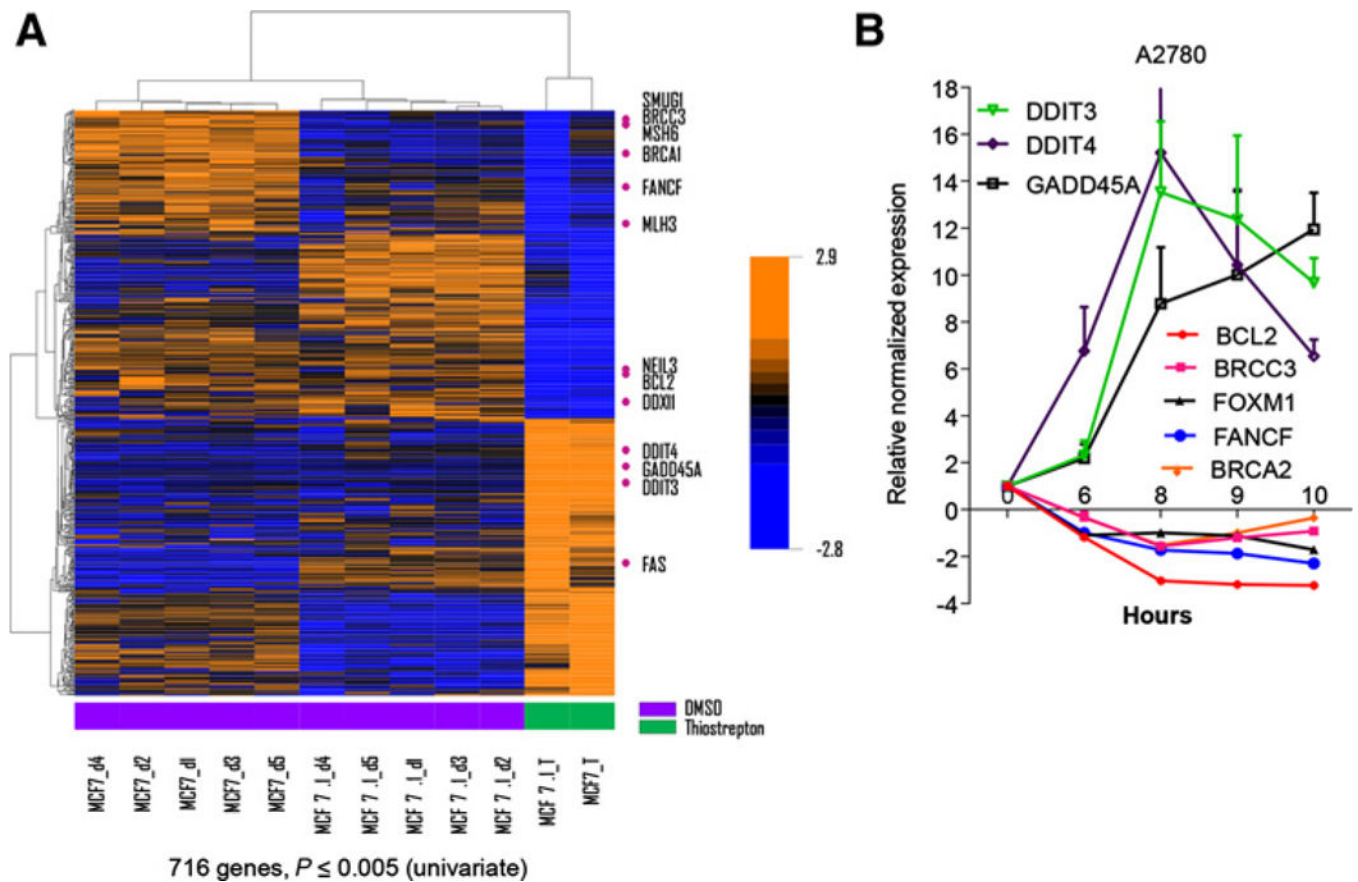 A
SMUG1
BRCC3
MSH6
BRCA1
FANCF
MLH3
NEIL3
BCL2
DDX11
DDIT4
GADD45A
DDIT3
FAS
2.9
-2.8
DMSO
Thiostrepton
MCF7_d4
MCF7_d2
MCF7_d1
MCF7_d3
MCF7_d5
MCF 7 .1_d4
MCF 7 .1_d5
MCF 7 .1_d1
MCF 7 .1_d3
MCF 7 .1_d2
MCF 7 .1_T
MCF7_T
716 genes, P ≤ 0.005 (univariate)
B
A2780
DDIT3
DDIT4
GADD45A
BCL2
BRCC3
FOXM1
FANCF
BRCA2
Relative normalized expression
18
16
14
12
10
8
6
4
2
0
-2
-4
0 6 8 9 10
Hours